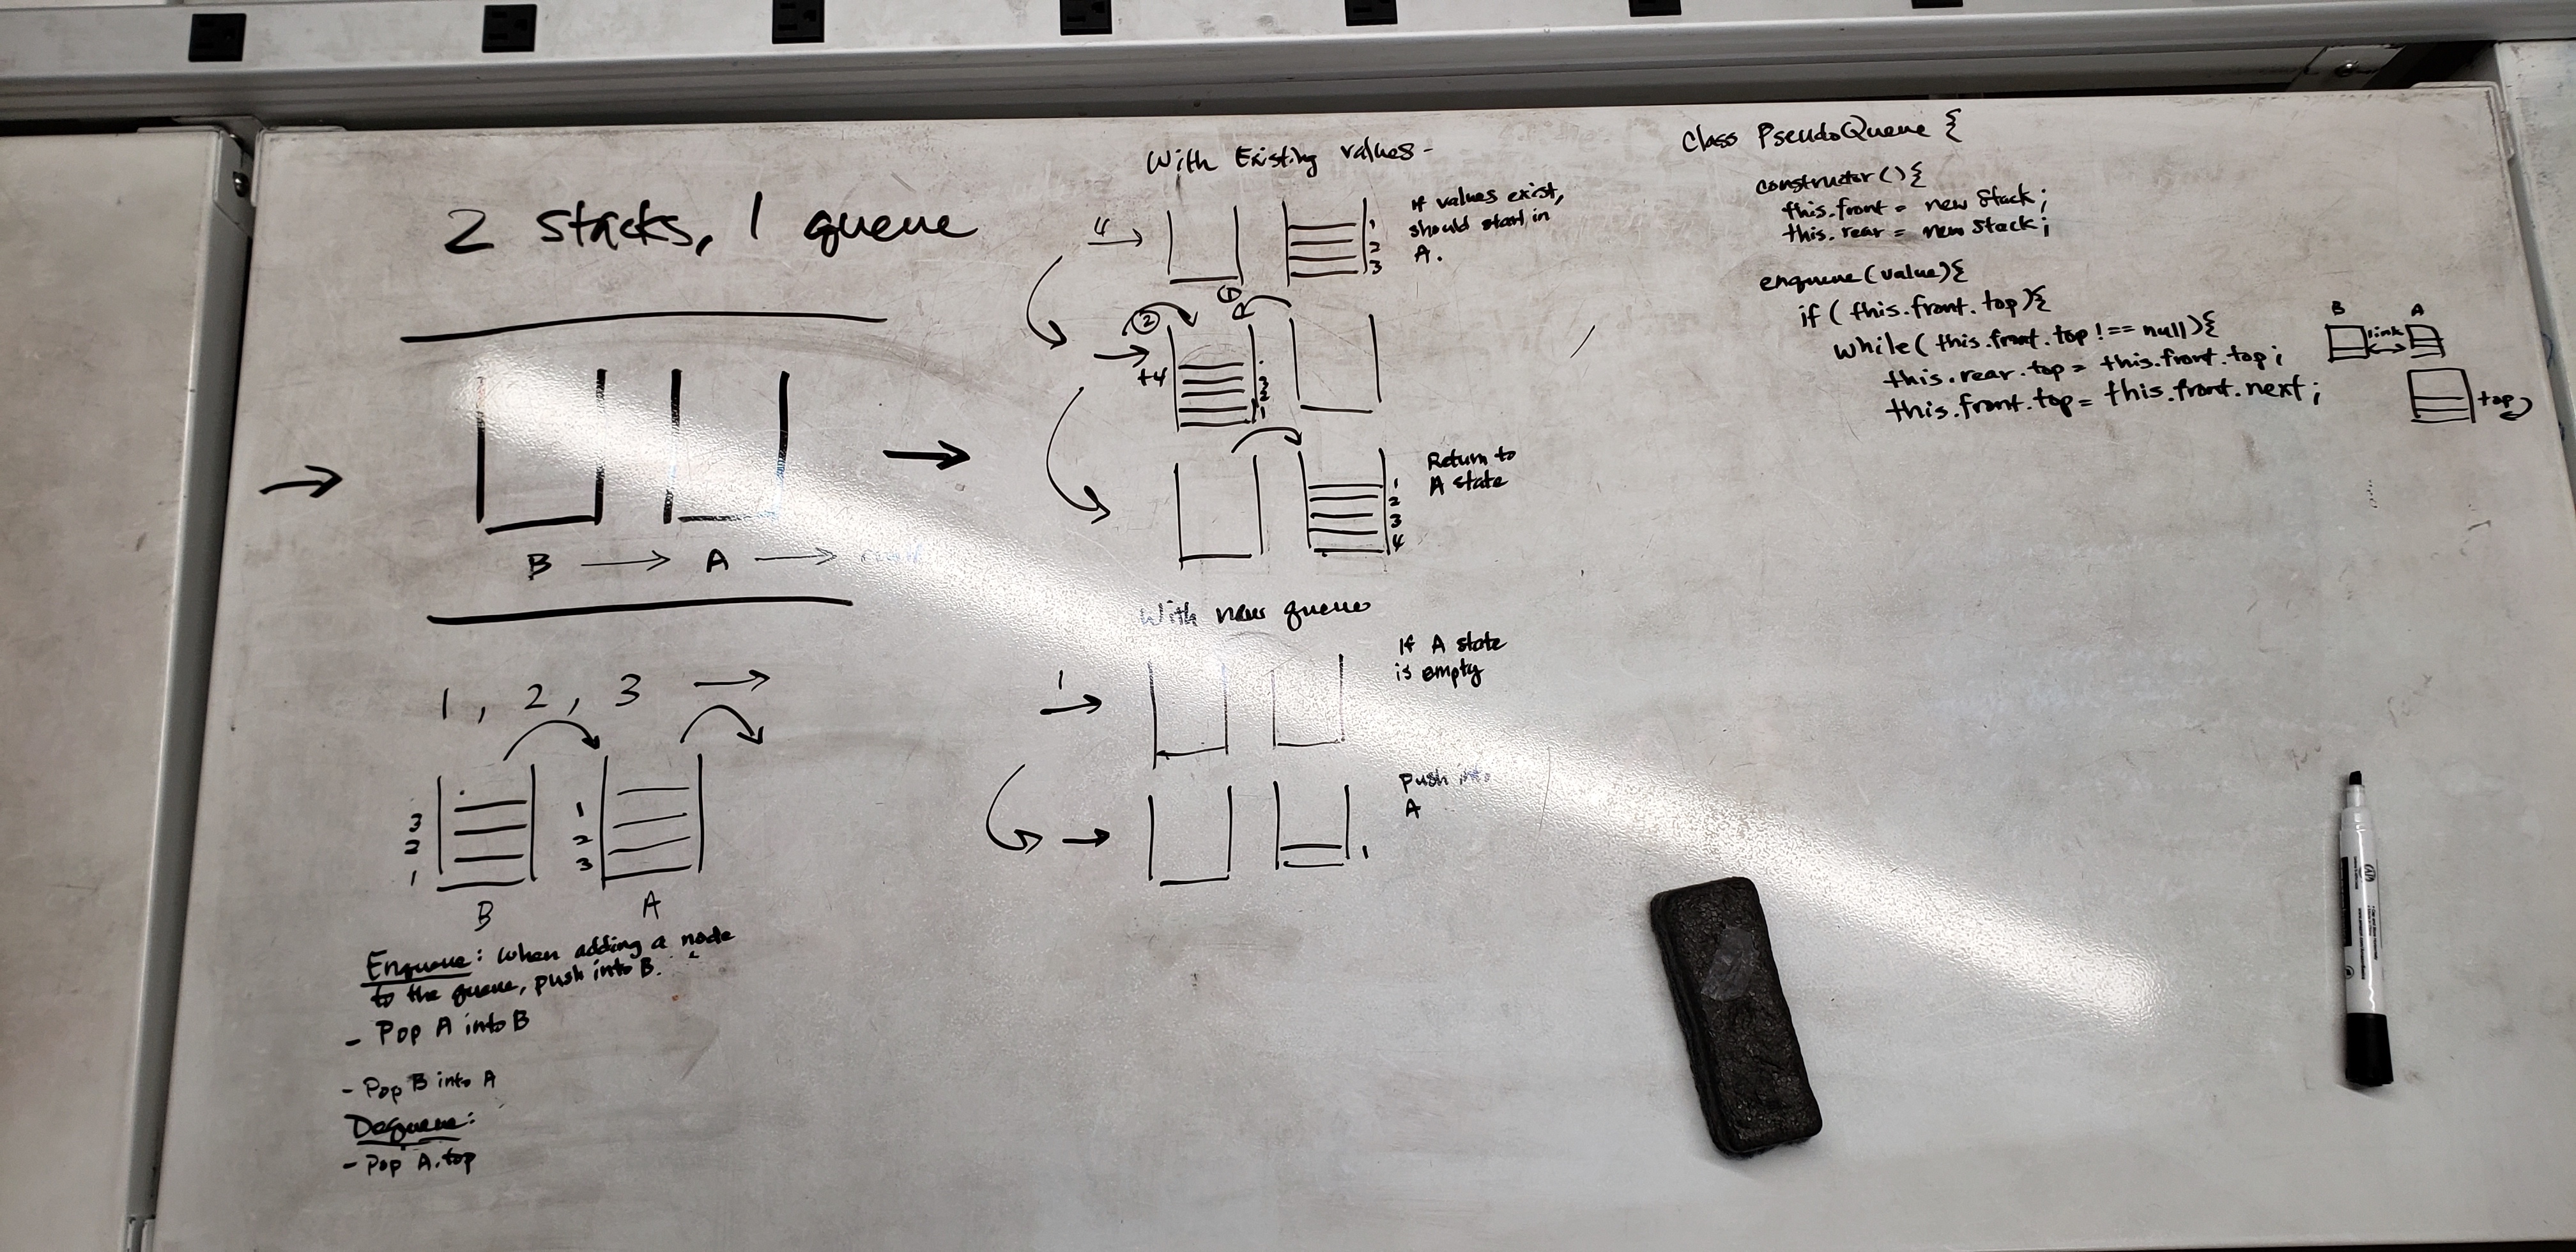 2 stacks, 1 queue
B → A →
1, 2, 3 →
3
2
1
B
1
2
3
A
Enqueue: when adding a node
to the queue, push into B.
- Pop A into B
- Pop B into A
Dequeue:
- Pop A.top
With Existing values -
4
1
2
3
If values exist,
should start in
A.
①
②
+4
3
2
1
Return to
A state
1
2
3
4
With new queue
1
If A state
is empty
push into
A
1
Class PseudoQueue {
constructor(){
this.front = new Stack;
this.rear = new Stack;
enqueue(value){
if (this.front.top){
while(this.front.top !== null){
this.rear.top = this.front.top;
this.front.top = this.front.next;
B link A
top